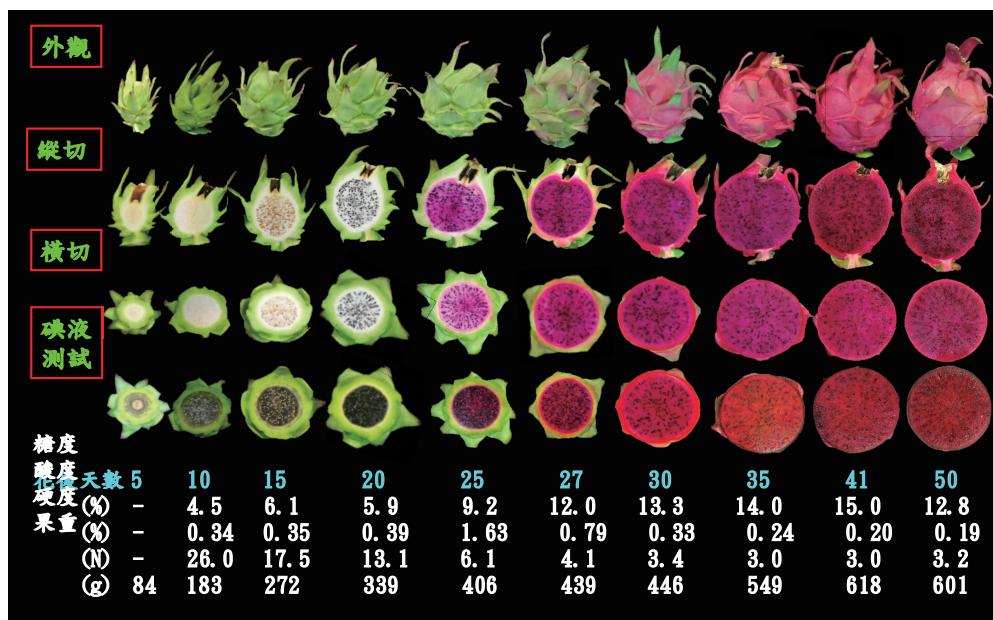 外觀
縱切
橫切
碘液
測試
糖度
酸度
硬度
果重
花後天數 5 10 15 20 25 27 30 35 41 50
(%) - 4.5 6.1 5.9 9.2 12.0 13.3 14.0 15.0 12.8
(%) - 0.34 0.35 0.39 1.63 0.79 0.33 0.24 0.20 0.19
(N) - 26.0 17.5 13.1 6.1 4.1 3.4 3.0 3.0 3.2
(g) 84 183 272 339 406 439 446 549 618 601